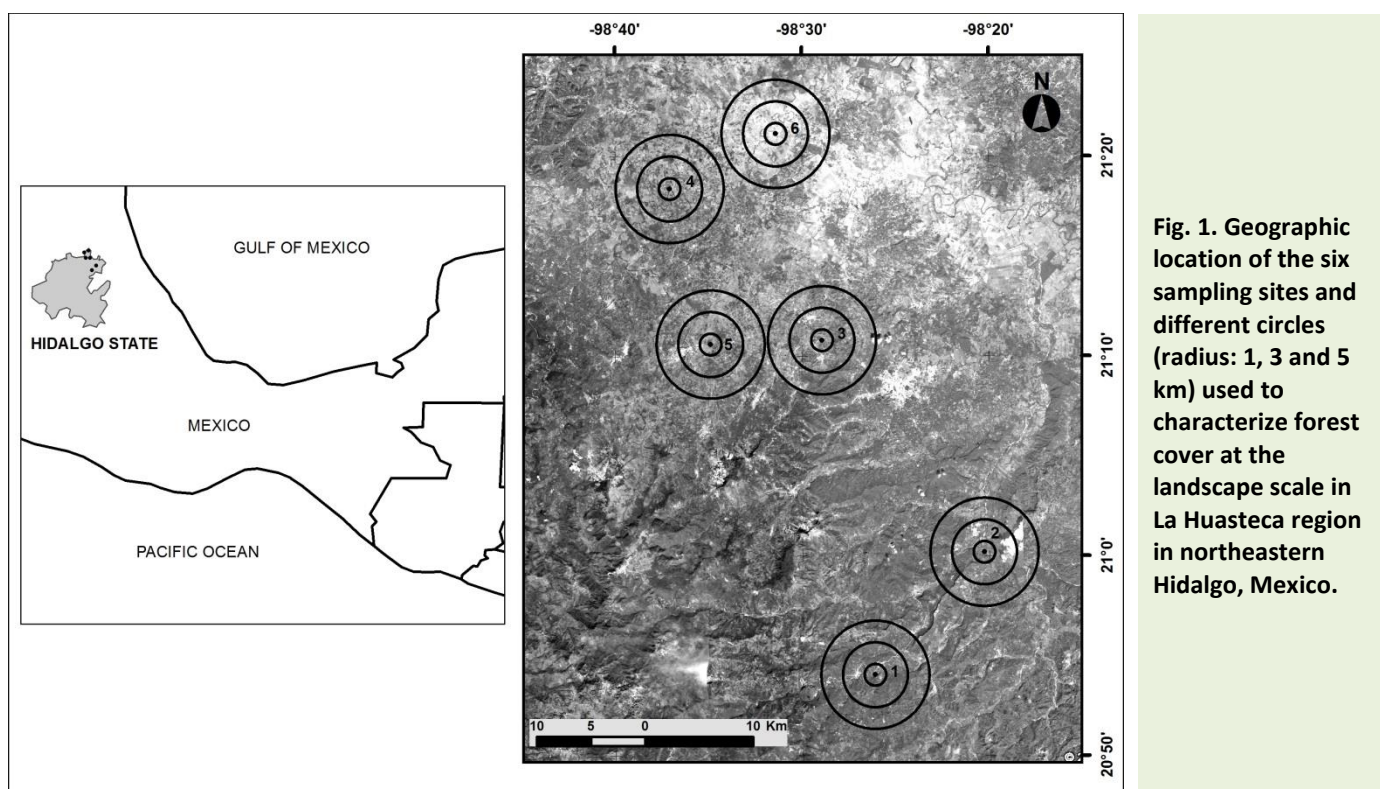 -98°40'
-98°30'
-98°20'
N
6
21°20'
4
GULF OF MEXICO
HIDALGO STATE
5
3
21°10'
MEXICO
2
21°0'
PACIFIC OCEAN
1
10 5 0 10 Km
20°50'
Fig. 1. Geographic
location of the six
sampling sites and
different circles
(radius: 1, 3 and 5
km) used to
characterize forest
cover at the
landscape scale in
La Huasteca region
in northeastern
Hidalgo, Mexico.